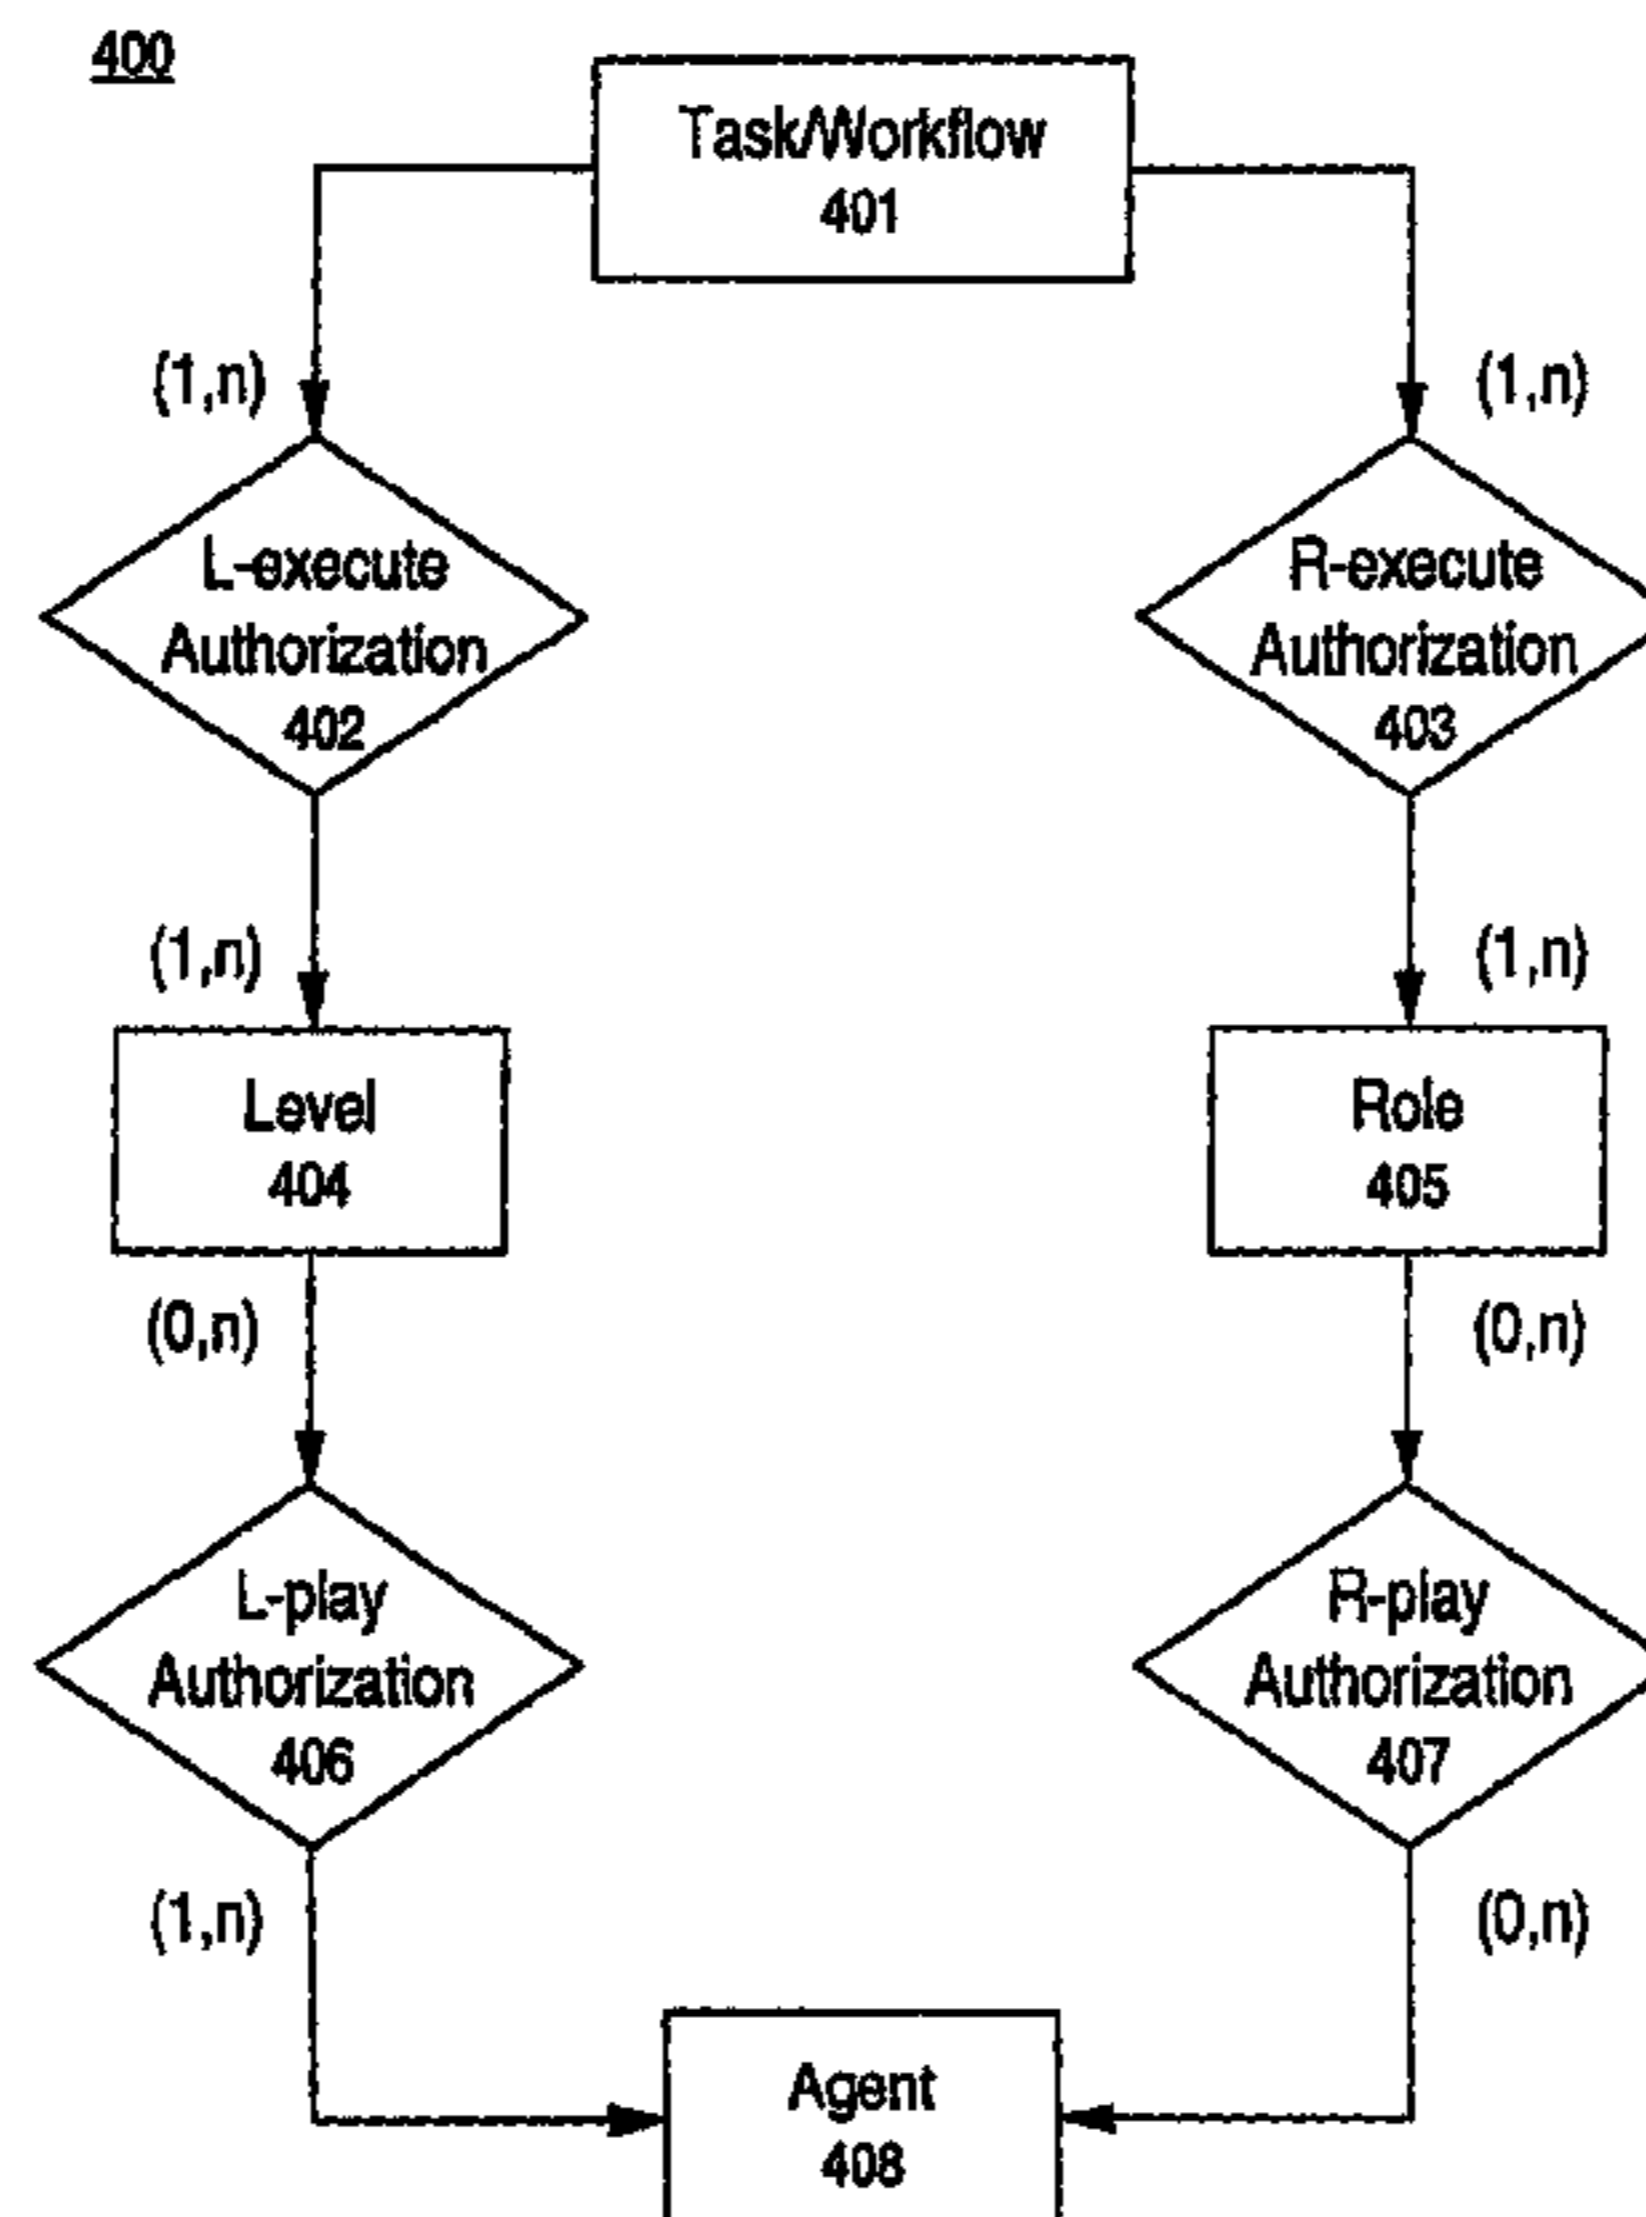 400
Task/Workflow
401
(1,n)
(1,n)
L-execute
Authorization
402
R-execute
Authorization
403
(1,n)
(1,n)
Level
404
Role
405
(0,n)
(0,n)
L-play
Authorization
406
R-play
Authorization
407
(1,n)
(0,n)
Agent
408